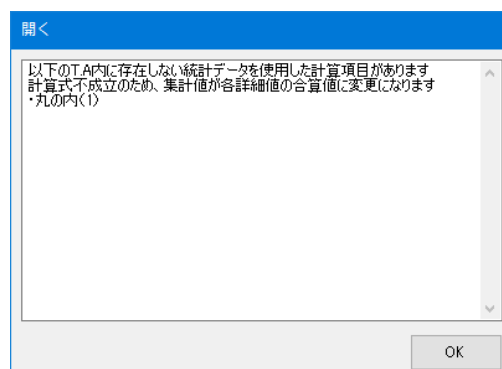 開く
以下のT.A内に存在しない統計データを使用した計算項目があります
計算式不成立のため、集計値が各詳細値の合算値に変更になります
・丸の内(1)
OK